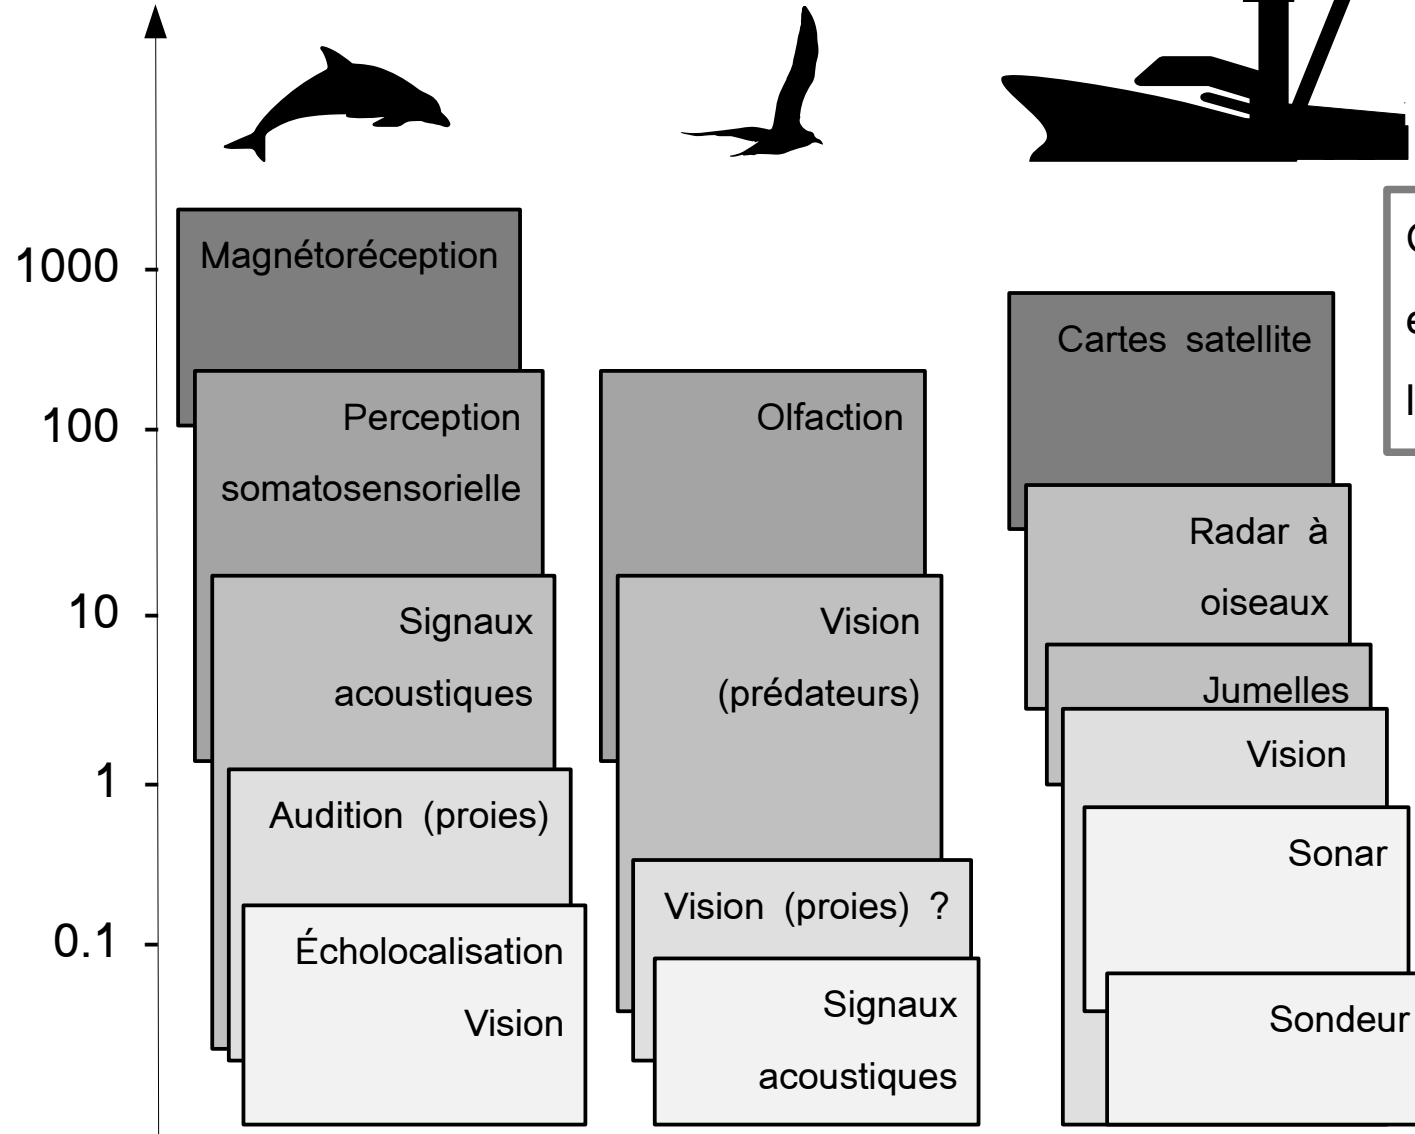 1000
100
10
1
0.1
Magnétoréception
Perception
somatosensorielle
Signaux
acoustiques
Audition (proies)
Écholocalisation
Vision
Olfaction
Vision
(prédateurs)
Vision (proies) ?
Signaux
acoustiques
Cartes satellite
Radar à
oiseaux
Jumelles
Vision
Sonar
Sondeur